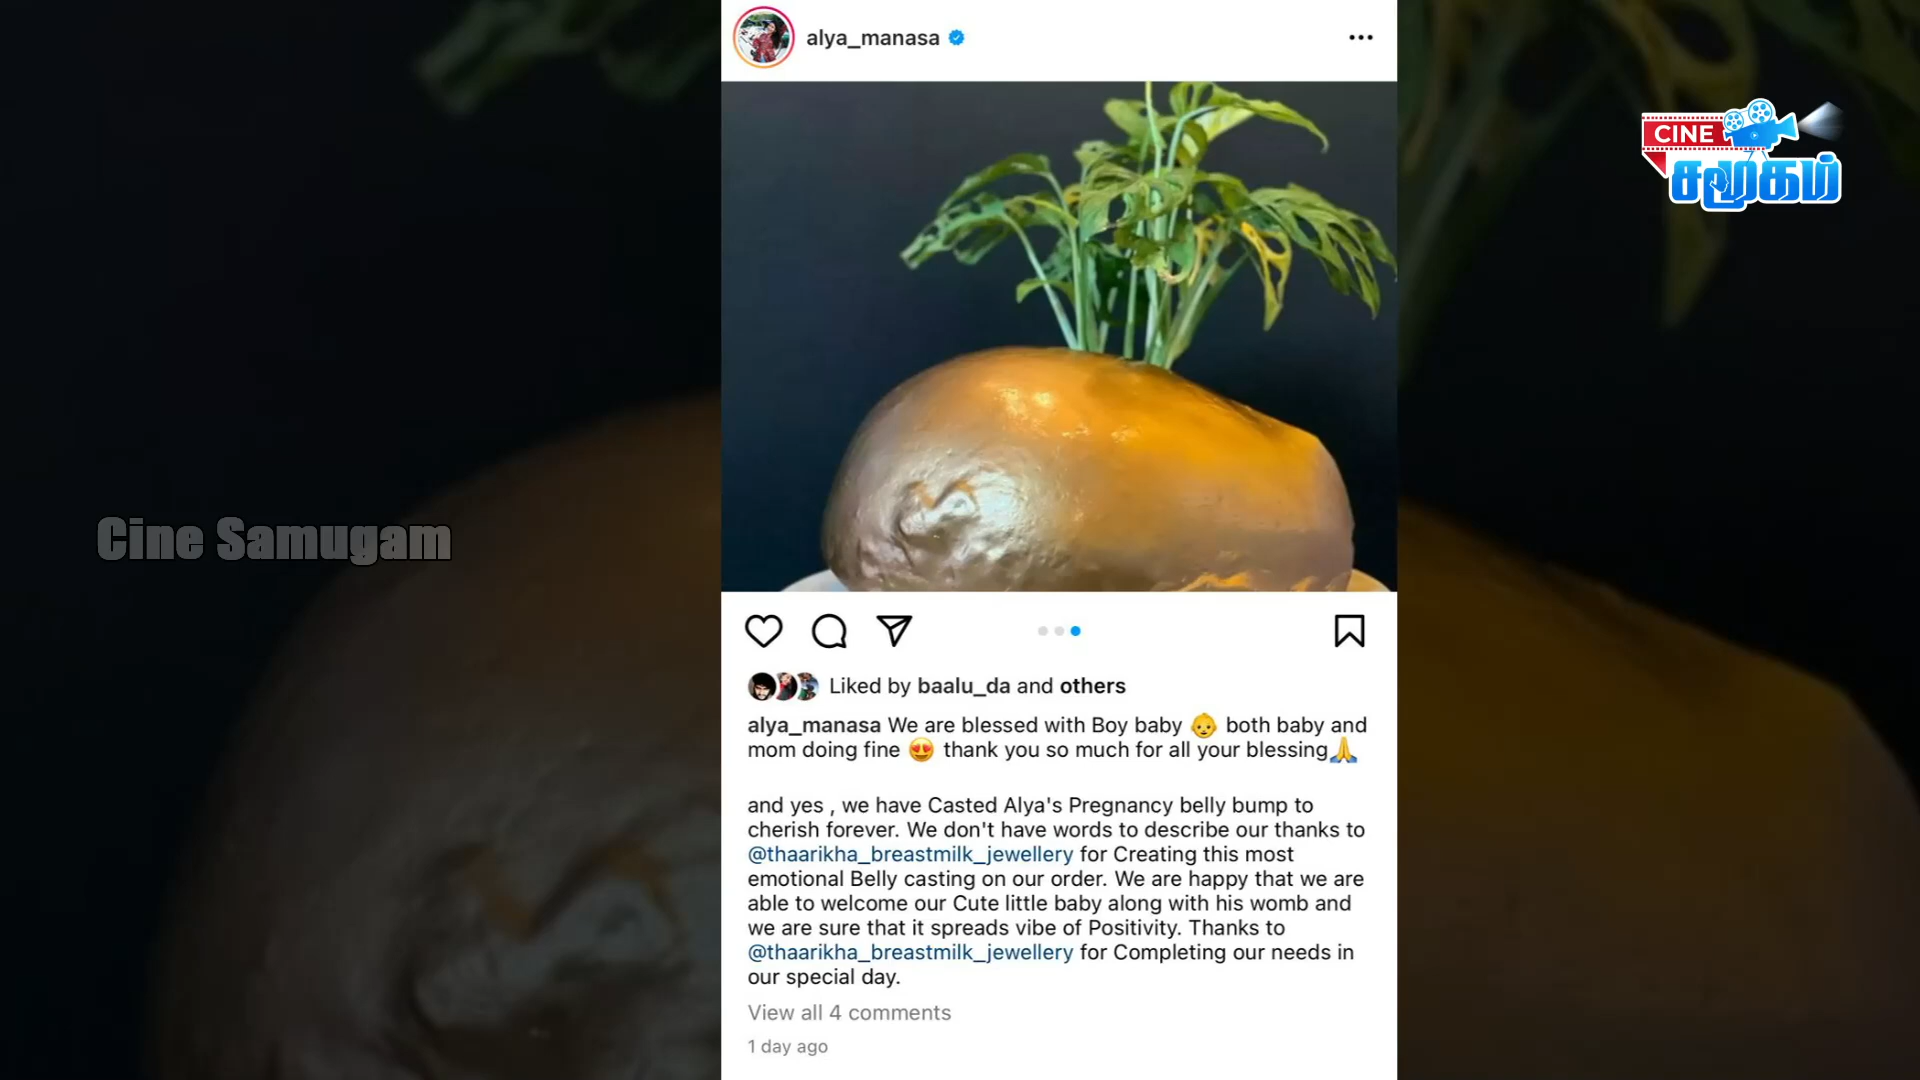 alya_manasa
CINE
சமூகம்
Cine Samugam
Liked by baalu_da and others
alya_manasa We are blessed with Boy baby 👶 both baby and
mom doing fine 😍 thank you so much for all your blessing🙏
and yes , we have Casted Alya's Pregnancy belly bump to
cherish forever. We don't have words to describe our thanks to
@thaarikha_breastmilk_jewellery for Creating this most
emotional Belly casting on our order. We are happy that we are
able to welcome our Cute little baby along with his womb and
we are sure that it spreads vibe of Positivity. Thanks to
@thaarikha_breastmilk_jewellery for Completing our needs in
our special day.
View all 4 comments
1 day ago